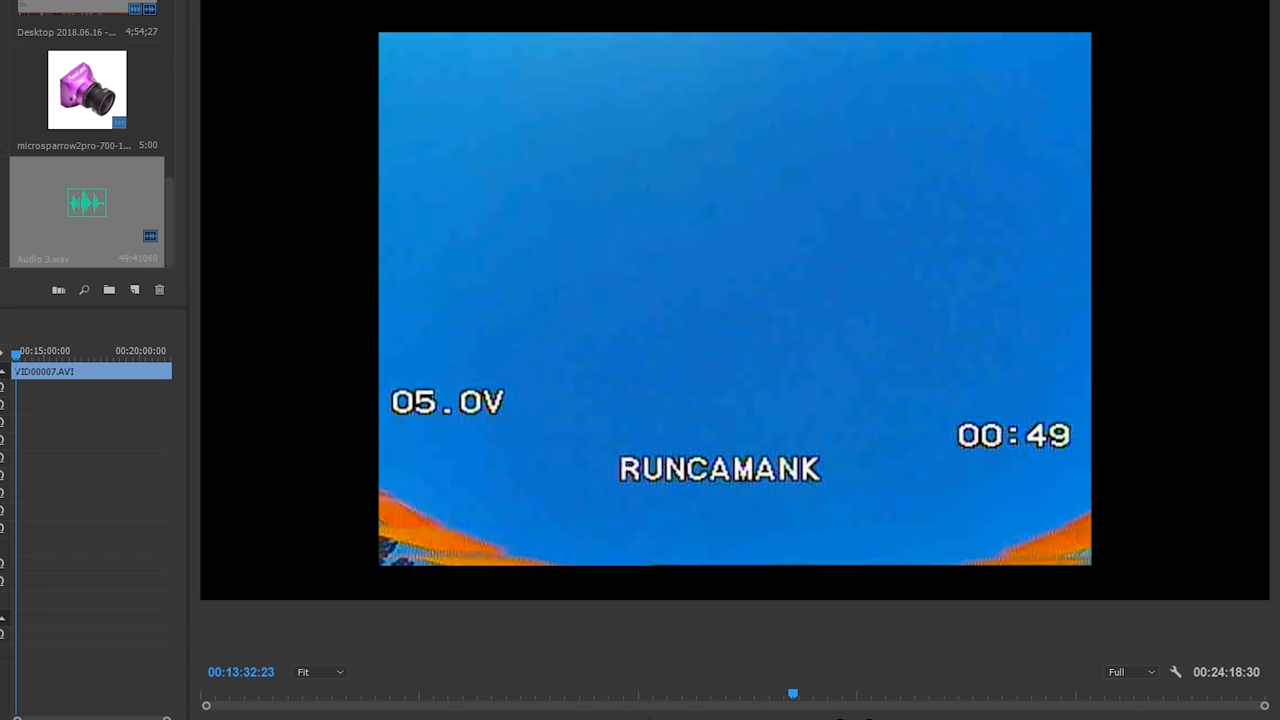 Desktop 2018.06.16 -...
4;54;27
microsparrow2pro-700-1...
5:00
Audio 3.wav
49:41060
00:15:00:00
00:20:00:00
VID00007.AVI
05.0V
00:49
RUNCAMANK
00:13:32:23
Fit
Full
00:24:18:30